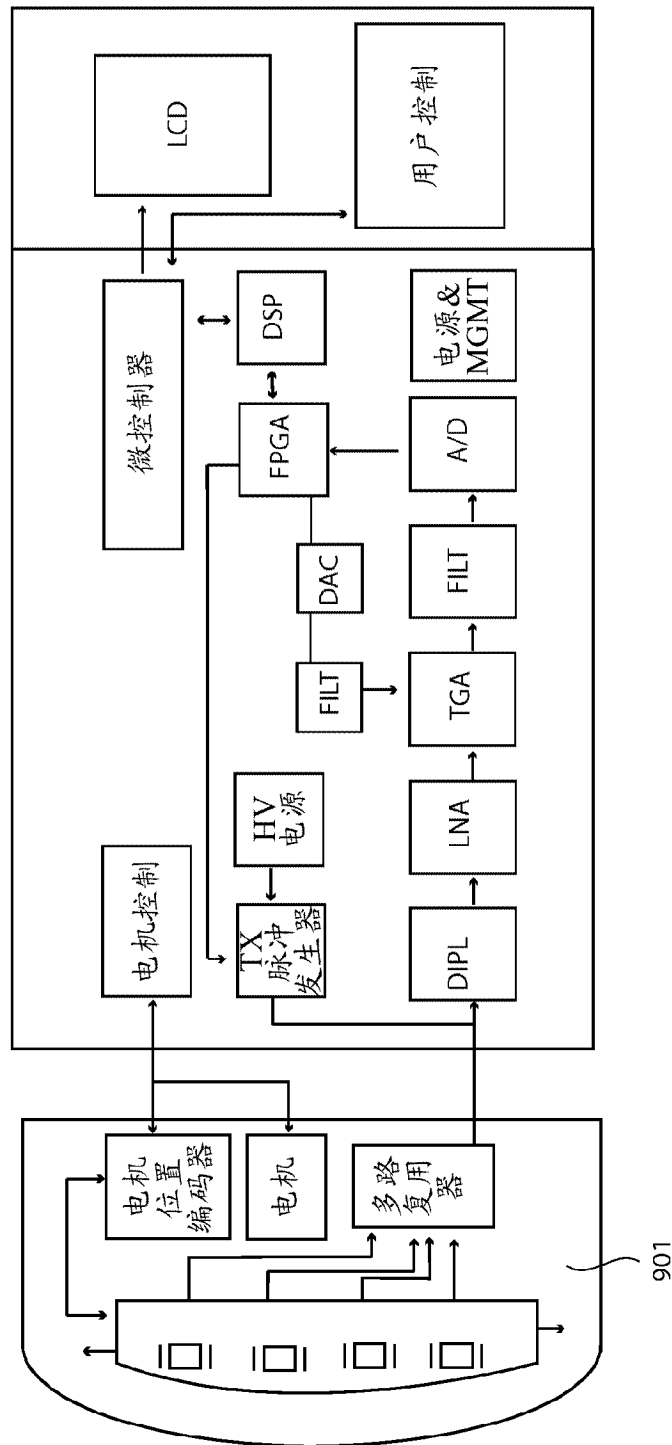 LCD
用户控制
微控制器
DSP
FPGA
电源&
MGMT
A/D
DAC
FILT
FILT
TGA
HV
电源
LNA
电机控制
TX
脉冲
发生器
DIPL
电机
位置
编码器
电机
多路
复用
器
901